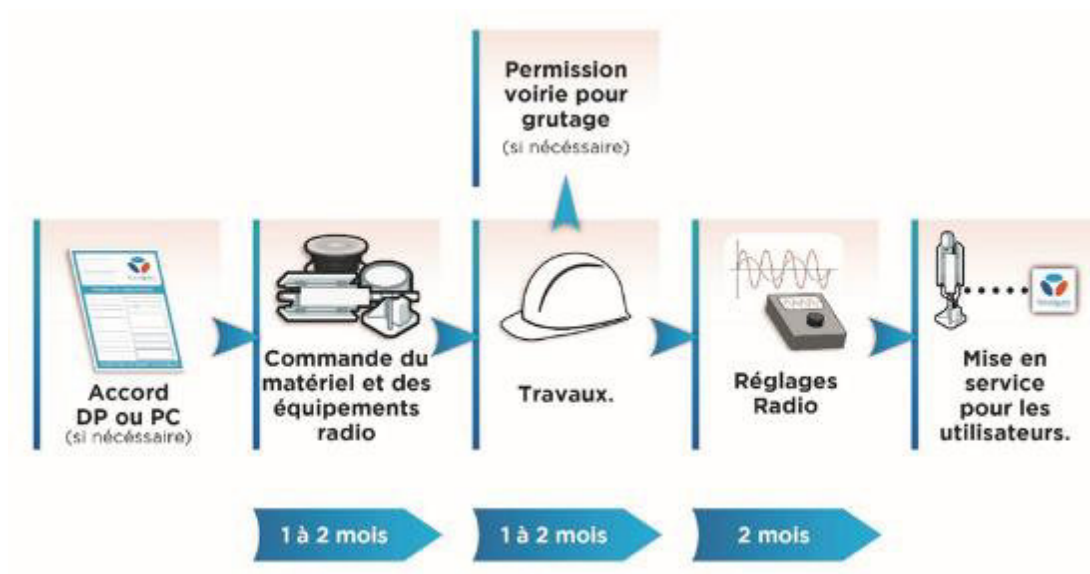 Permission
voirie pour
grutage
(si nécéssaire)
Accord
DP ou PC
(si nécéssaire)
Commande du
matériel et des
équipements
radio
Travaux.
Réglages
Radio
Mise en
service
pour les
utilisateurs.
1 à 2 mois
1 à 2 mois
2 mois